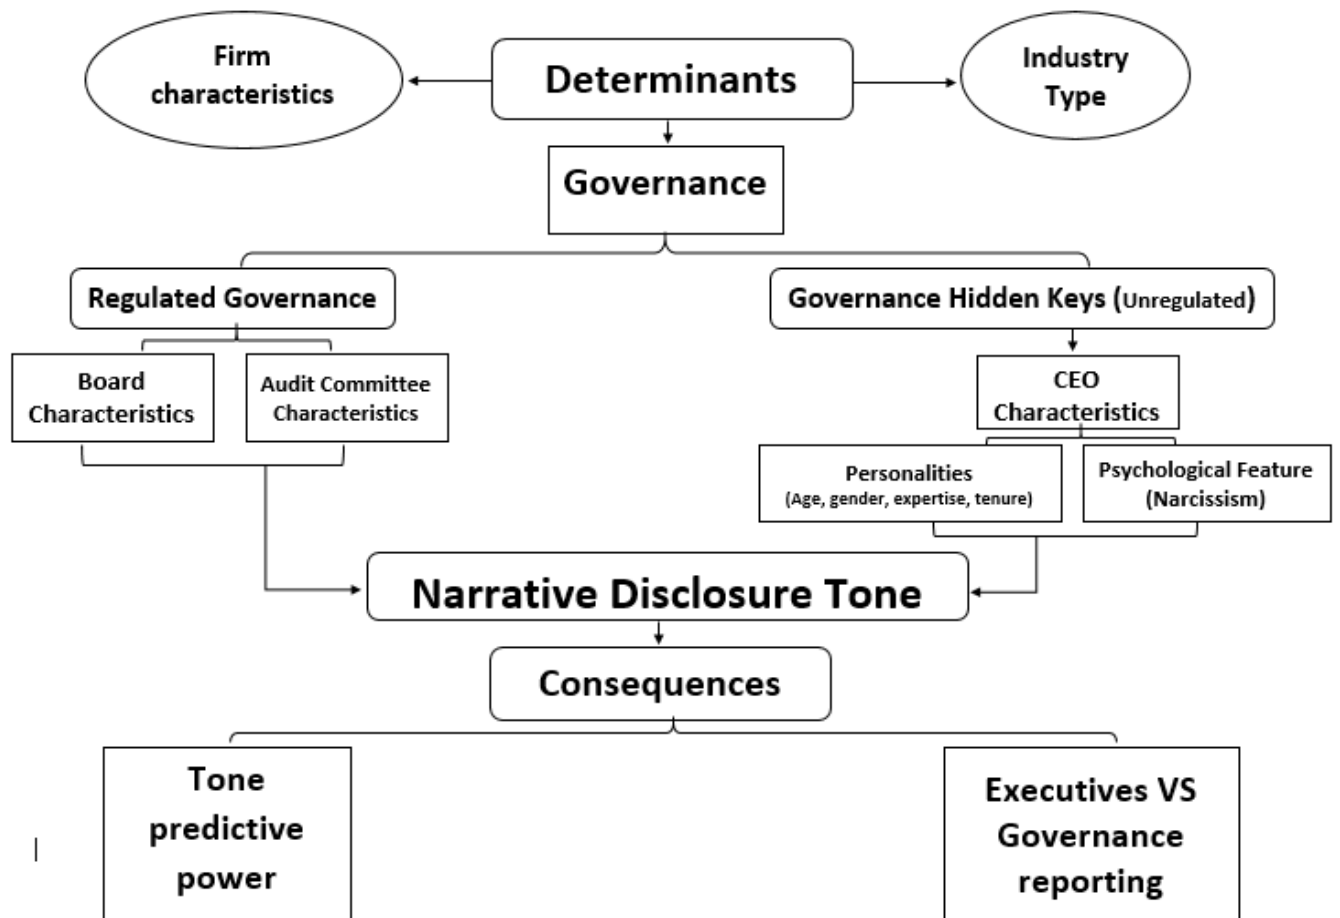 Firm
characteristics
Determinants
Industry
Type
Governance
Regulated Governance
Governance Hidden Keys (Unregulated)
Board
Characteristics
Audit Committee
Characteristics
CEO
Characteristics
Personalities
(Age, gender, expertise, tenure)
Psychological Feature
(Narcissism)
Narrative Disclosure Tone
Consequences
Tone
predictive
power
Executives VS
Governance
reporting